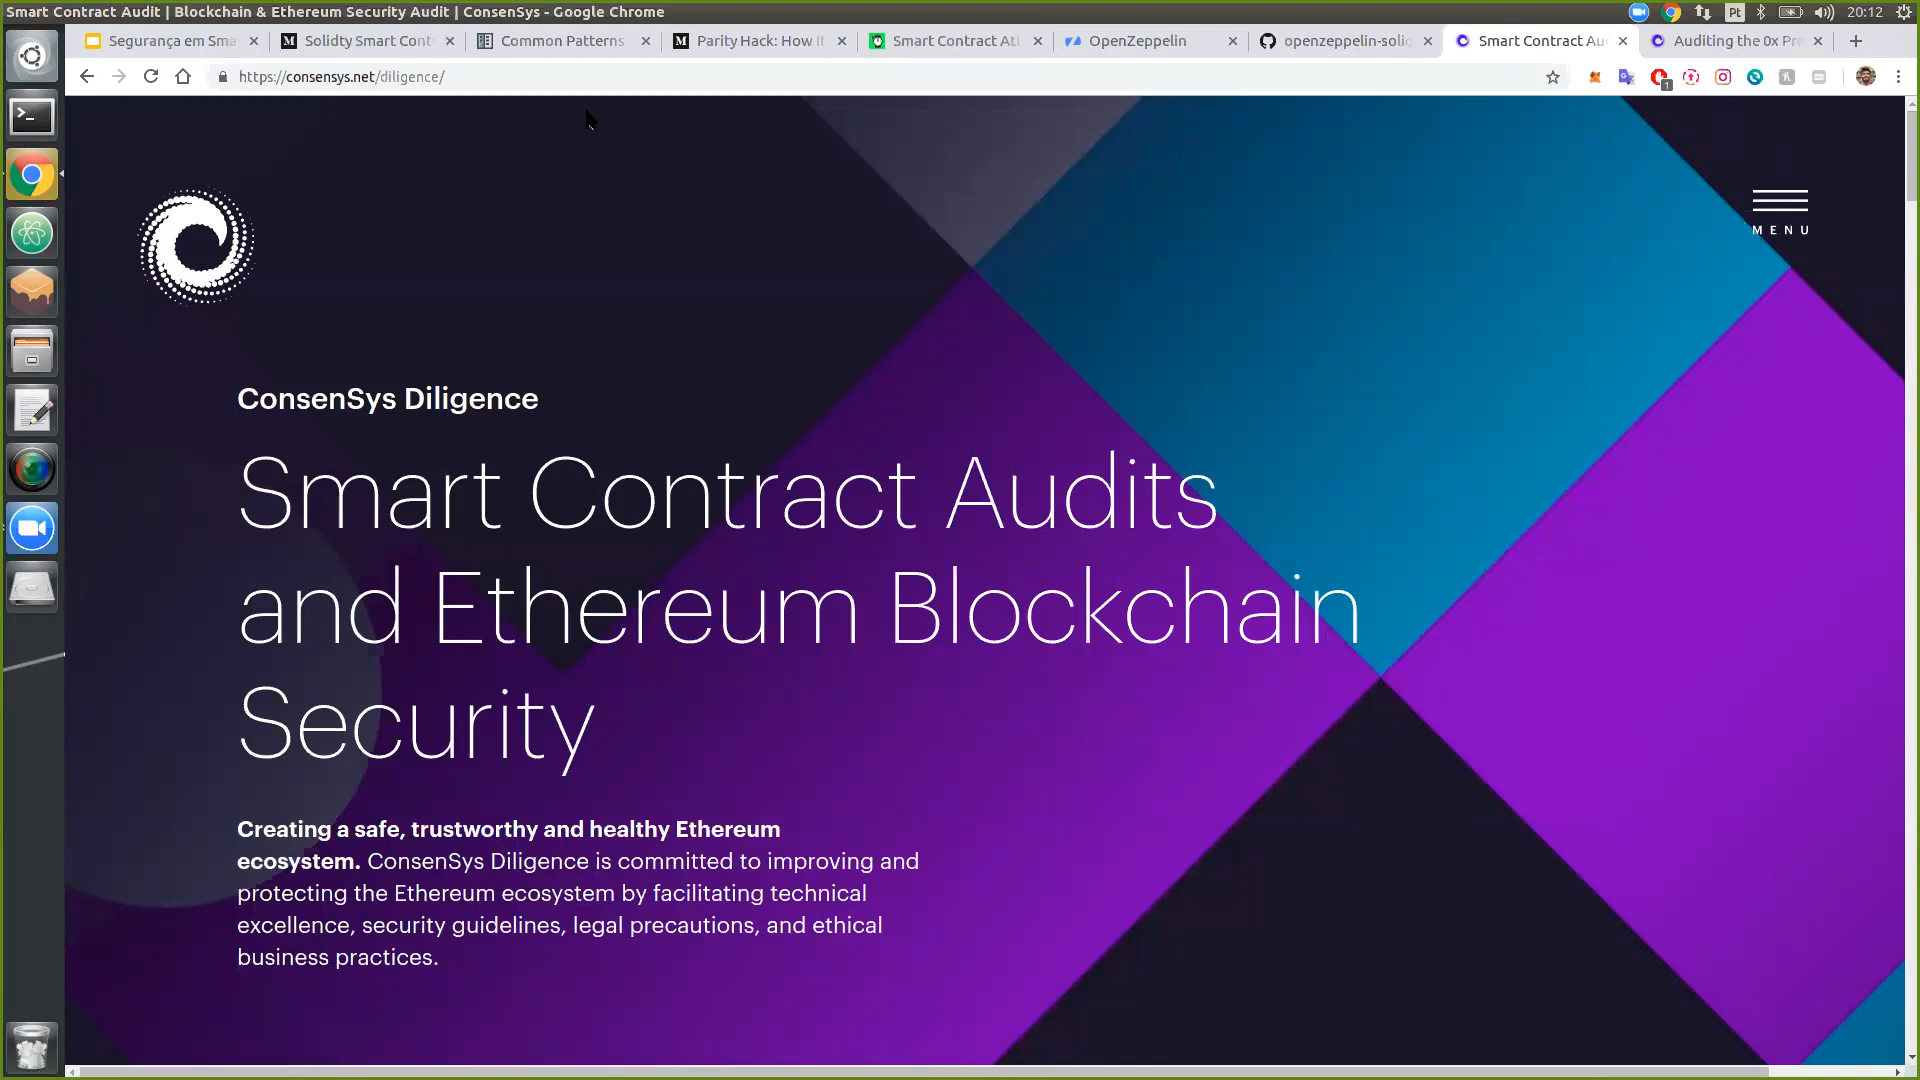 Smart Contract Audit | Blockchain & Ethereum Security Audit | ConsenSys - Google Chrome
Pt
20:12
Segurança em Sma
Solidty Smart Cont
Common Patterns
Parity Hack: How It
Smart Contract At
OpenZeppelin
openzeppelin-soli
Smart Contract Au
Auditing the 0x Pr
https://consensys.net/diligence/
1
MENU
ConsenSys Diligence
Smart Contract Audits
and Ethereum Blockchain
Security
Creating a safe, trustworthy and healthy Ethereum
ecosystem. ConsenSys Diligence is committed to improving and
protecting the Ethereum ecosystem by facilitating technical
excellence, security guidelines, legal precautions, and ethical
business practices.